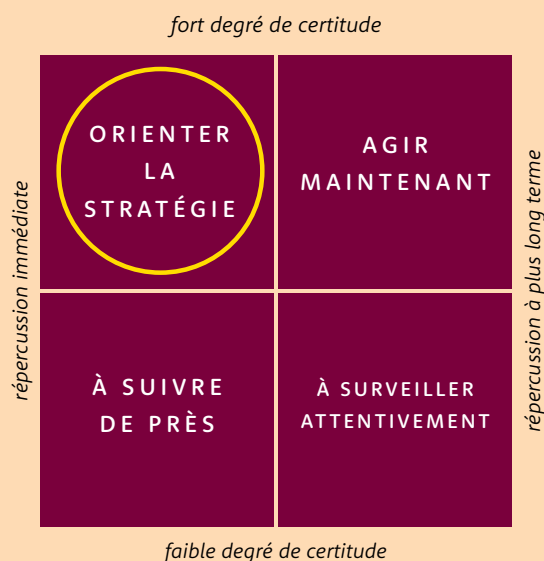 fort degré de certitude
ORIENTER
LA
STRATÉGIE
AGIR
MAINTENANT
répercussion immédiate
répercussion à plus long terme
À SUIVRE
DE PRÈS
À SURVEILLER
ATTENTIVEMENT
faible degré de certitude